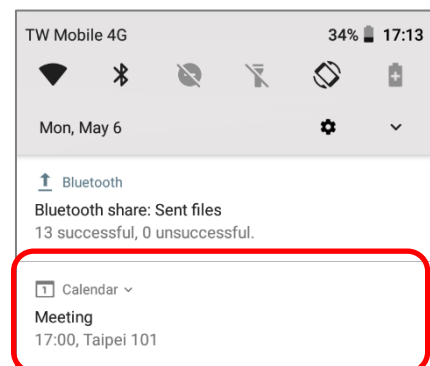 TW Mobile 4G 34% 17:13
Mon, May 6
Bluetooth
Bluetooth share: Sent files
13 successful, 0 unsuccessful.
1 Calendar
Meeting
17:00, Taipei 101